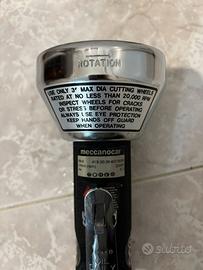 ROTATION
USE ONLY 3" MAX DIA CUTTING WHEELS
RATED AT NO LESS THAN 20,000 RPM
INSPECT WHEELS FOR CRACKS
OR STRESS BEFORE OPERATING
ALWAYS USE EYE PROTECTION
KEEP HANDS OFF GUARD
WHEN OPERATING
meccanocar
subito